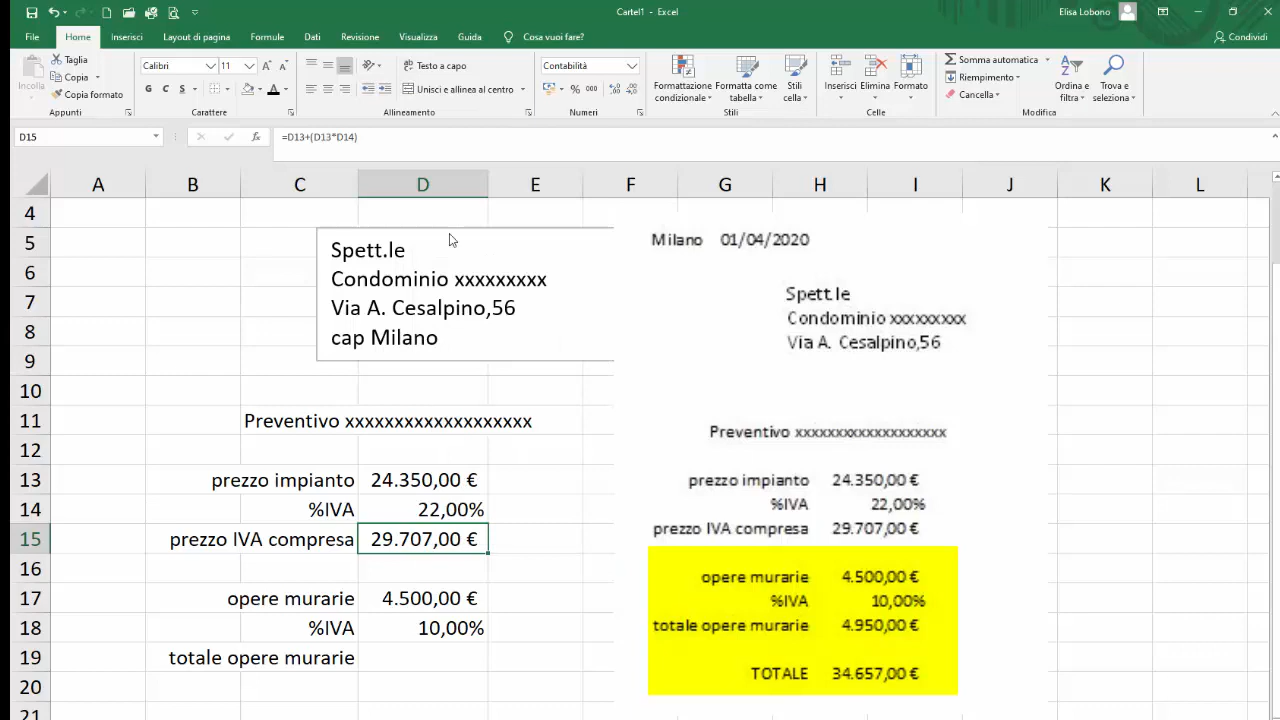 Cartel1 - Excel
Elisa Lobono
File Home Inserisci Layout di pagina Formule Dati Revisione Visualizza Guida Cosa vuoi fare? Condividi
Incolla
Taglia
Copia
Copia formato
Appunti
Calibri 11
G C S
Carattere
Testo a capo
Unisci e allinea al centro
Allineamento
Contabilità
% 000
Numeri
Formattazione condizionale
Formatta come tabella
Stili cella
Stili
Inserisci Elimina Formato
Celle
Somma automatica
Riempimento
Cancella
Ordina e filtra
Trova e seleziona
Modifica
D15 fx =D13+(D13*D14)
A B C D E F G H I J K L
4
5
6
7
8
9
10
11
12
13
14
15
16
17
18
19
20
21
Spett.le
Condominio xxxxxxxxx
Via A. Cesalpino,56
cap Milano
Preventivo xxxxxxxxxxxxxxxxxxx
prezzo impianto 24.350,00 €
%IVA 22,00%
prezzo IVA compresa 29.707,00 €
opere murarie 4.500,00 €
%IVA 10,00%
totale opere murarie
Milano 01/04/2020
Spett.le
Condominio xxxxxxxxx
Via A. Cesalpino,56
Preventivo xxxxxxxxxxxxxxxxxxx
prezzo impianto 24.350,00 €
%IVA 22,00%
prezzo IVA compresa 29.707,00 €
opere murarie 4.500,00 €
%IVA 10,00%
totale opere murarie 4.950,00 €
TOTALE 34.657,00 €